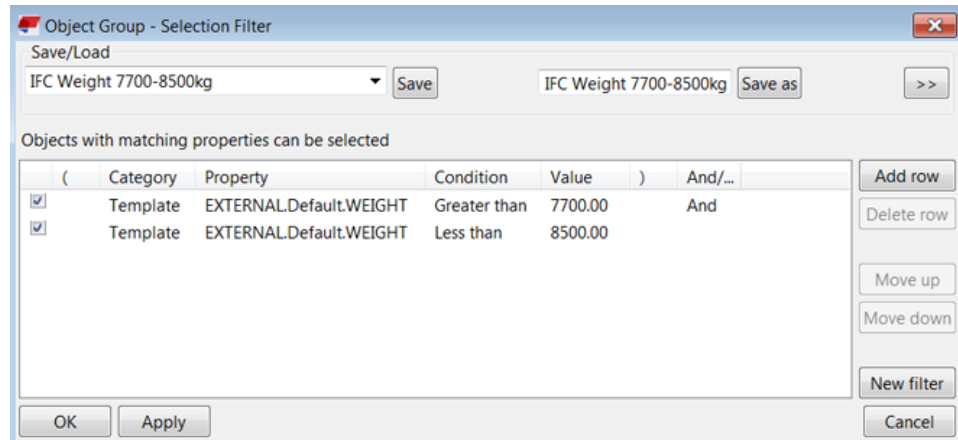 Object Group - Selection Filter
Save/Load
IFC Weight 7700-8500kg Save IFC Weight 7700-8500kg Save as >>
Objects with matching properties can be selected
( Category Property Condition Value ) And/...
Template EXTERNAL.Default.WEIGHT Greater than 7700.00 And
Template EXTERNAL.Default.WEIGHT Less than 8500.00
Add row
Delete row
Move up
Move down
New filter
OK Apply Cancel